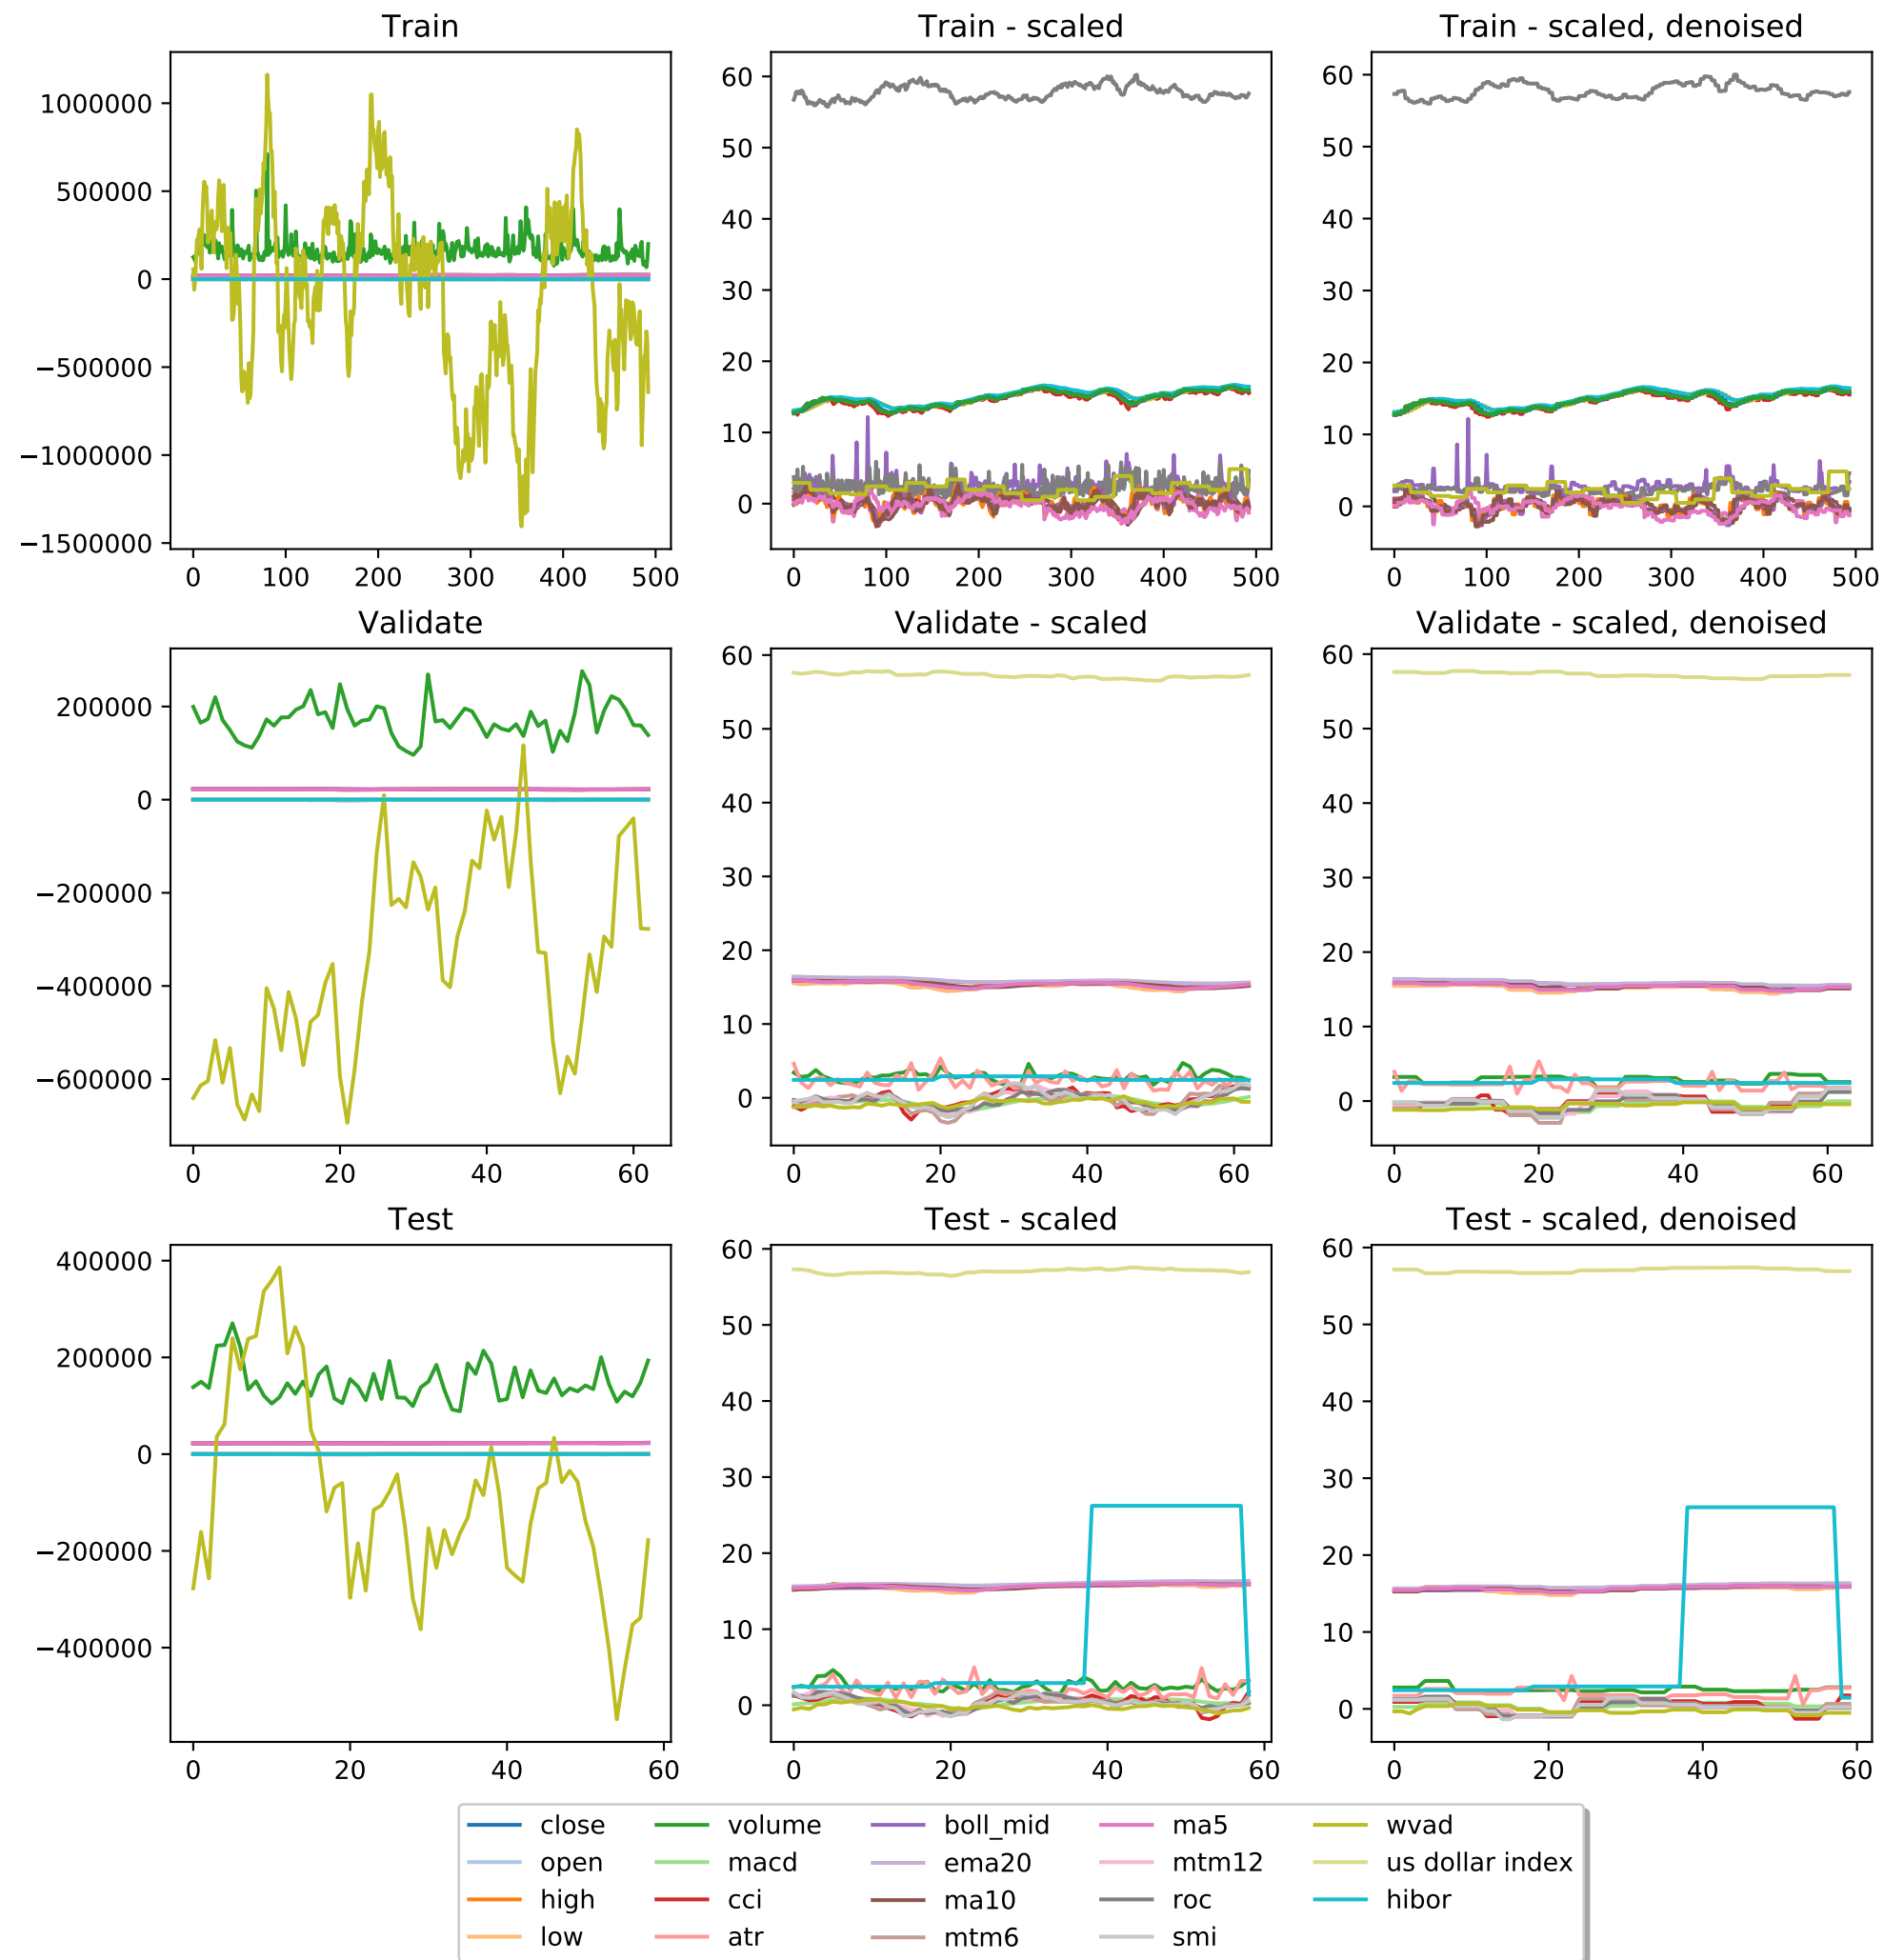 Train
Train - scaled
Train - scaled, denoised
1000000
500000
0
−500000
−1000000
−1500000
0 100 200 300 400 500
60
50
40
30
20
10
0
0 100 200 300 400 500
60
50
40
30
20
10
0
0 100 200 300 400 500
Validate
Validate - scaled
Validate - scaled, denoised
200000
0
−200000
−400000
−600000
0 20 40 60
60
50
40
30
20
10
0
0 20 40 60
60
50
40
30
20
10
0
0 20 40 60
Test
Test - scaled
Test - scaled, denoised
400000
200000
0
−200000
−400000
0 20 40 60
60
50
40
30
20
10
0
0 20 40 60
60
50
40
30
20
10
0
0 20 40 60
close
open
high
low
volume
macd
cci
atr
boll_mid
ema20
ma10
mtm6
ma5
mtm12
roc
smi
wvad
us dollar index
hibor